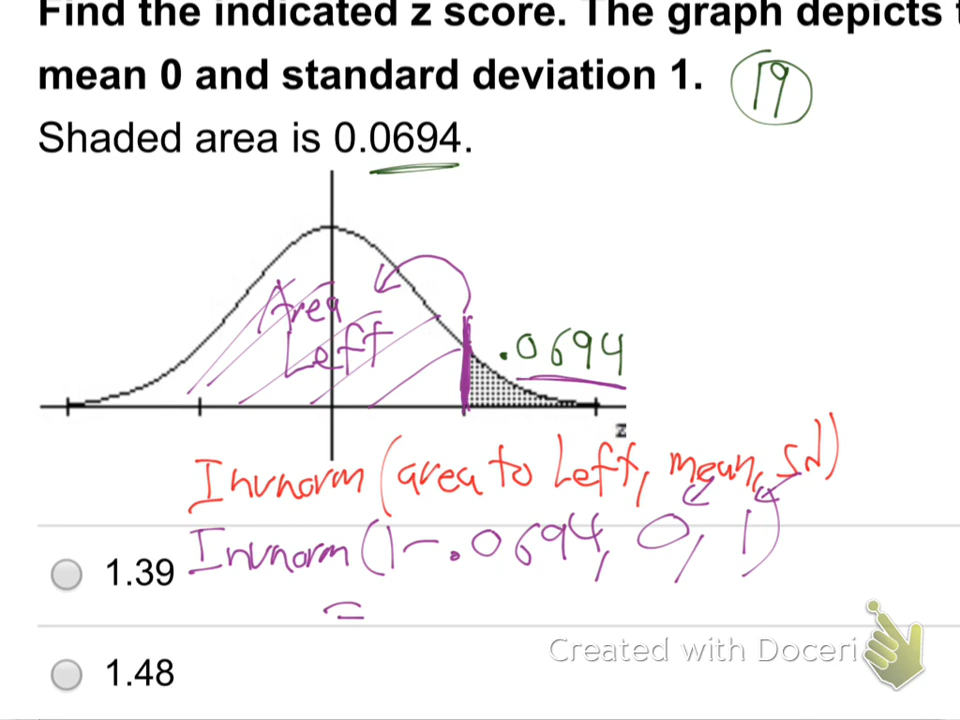 Find the indicated z score. The graph depicts
mean 0 and standard deviation 1.
19
Shaded area is 0.0694.
Area
Left
.0694
z
Invnorm (area to Left, mean, sd)
Invnorm (1-.0694, 0, 1)
=
1.39
1.48
Created with Doceri